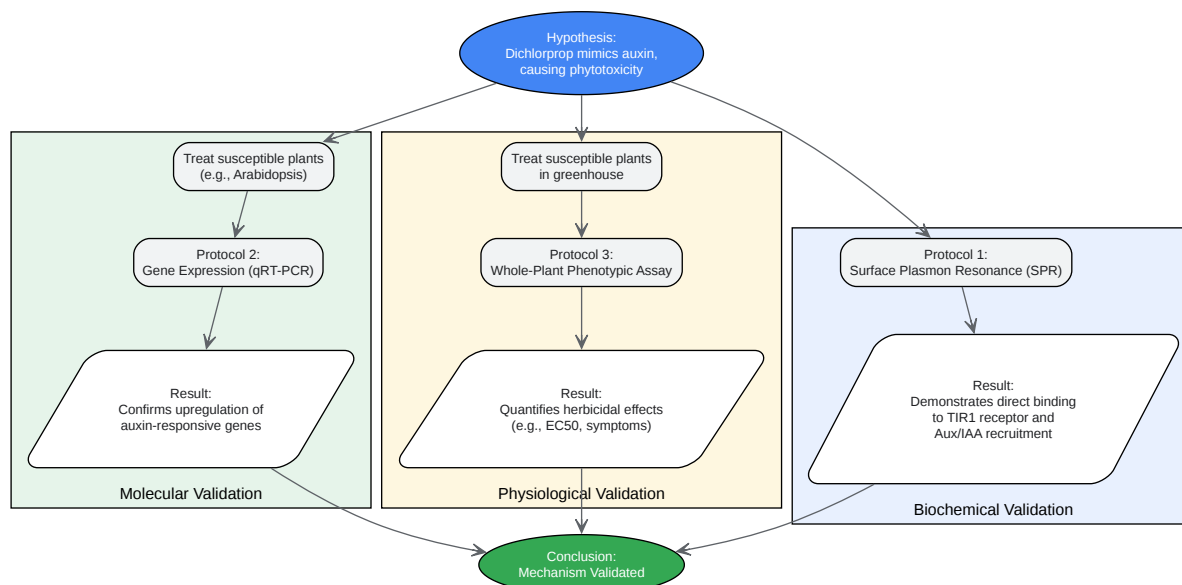 Hypothesis:
Dichlorprop mimics auxin,
causing phytotoxicity
Treat susceptible plants
(e.g., Arabidopsis)
Protocol 2:
Gene Expression (qRT-PCR)
Result:
Confirms upregulation of
auxin-responsive genes
Molecular Validation
Treat susceptible plants
in greenhouse
Protocol 3:
Whole-Plant Phenotypic Assay
Result:
Quantifies herbicidal effects
(e.g., EC50, symptoms)
Physiological Validation
Protocol 1:
Surface Plasmon Resonance (SPR)
Result:
Demonstrates direct binding
to TIR1 receptor and
Aux/IAA recruitment
Biochemical Validation
Conclusion:
Mechanism Validated